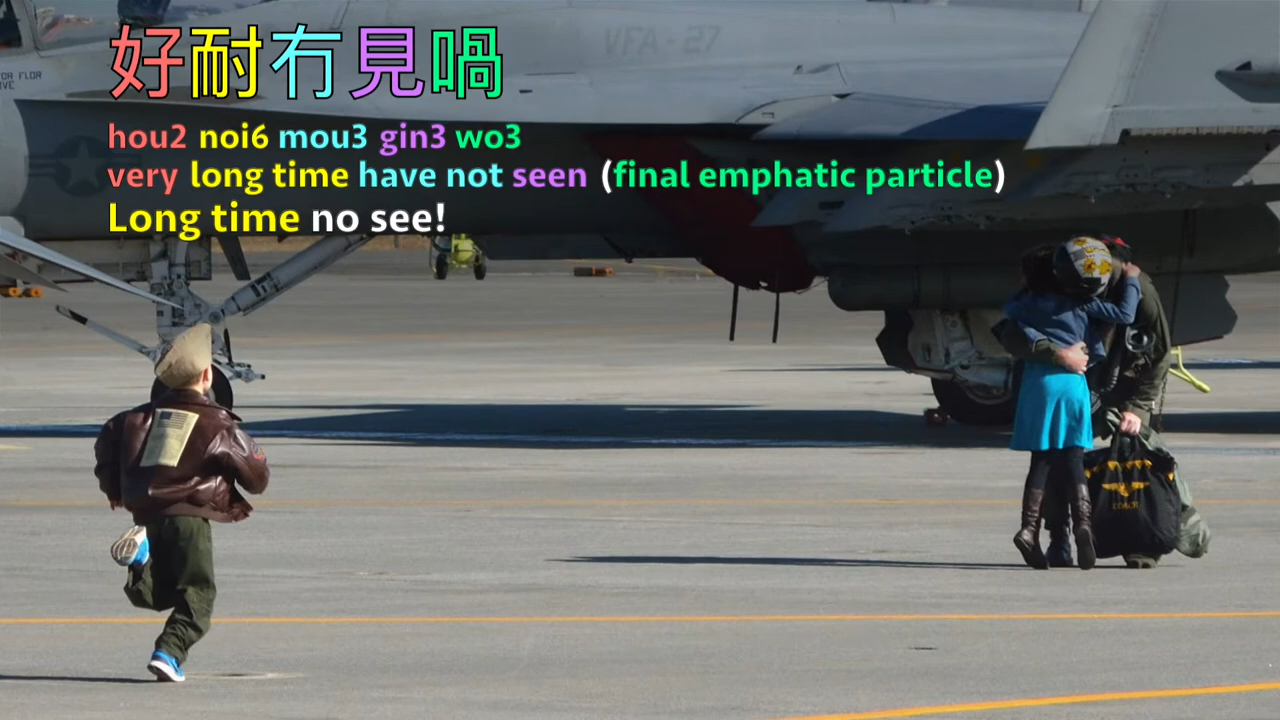 VFA-27
好耐冇見喎
hou2 noi6 mou3 gin3 wo3
very long time have not seen (final emphatic particle)
Long time no see!